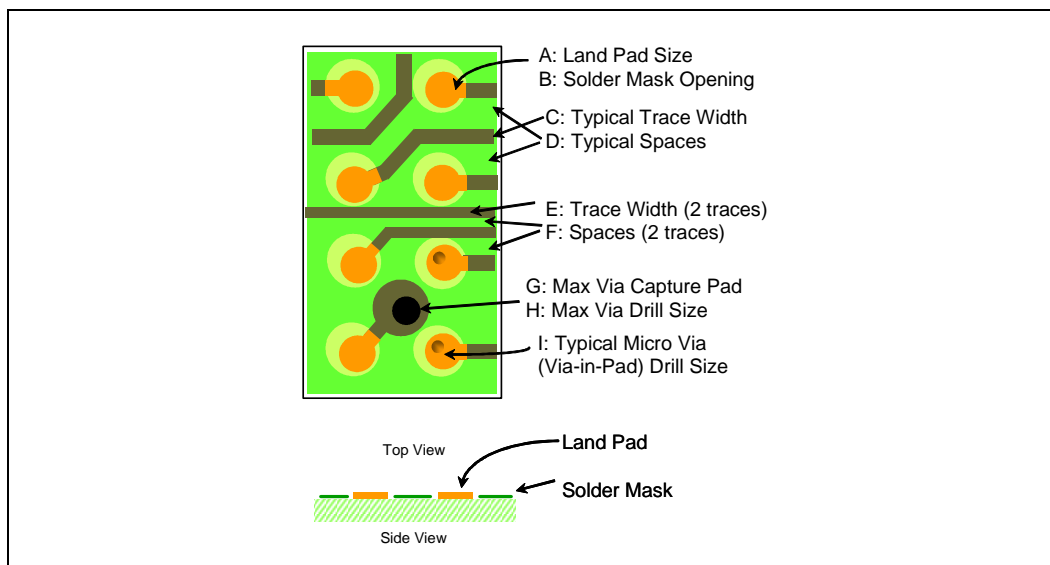 A: Land Pad Size
B: Solder Mask Opening
C: Typical Trace Width
D: Typical Spaces
E: Trace Width (2 traces)
F: Spaces (2 traces)
G: Max Via Capture Pad
H: Max Via Drill Size
I: Typical Micro Via
(Via-in-Pad) Drill Size
Top View
Land Pad
Solder Mask
Side View